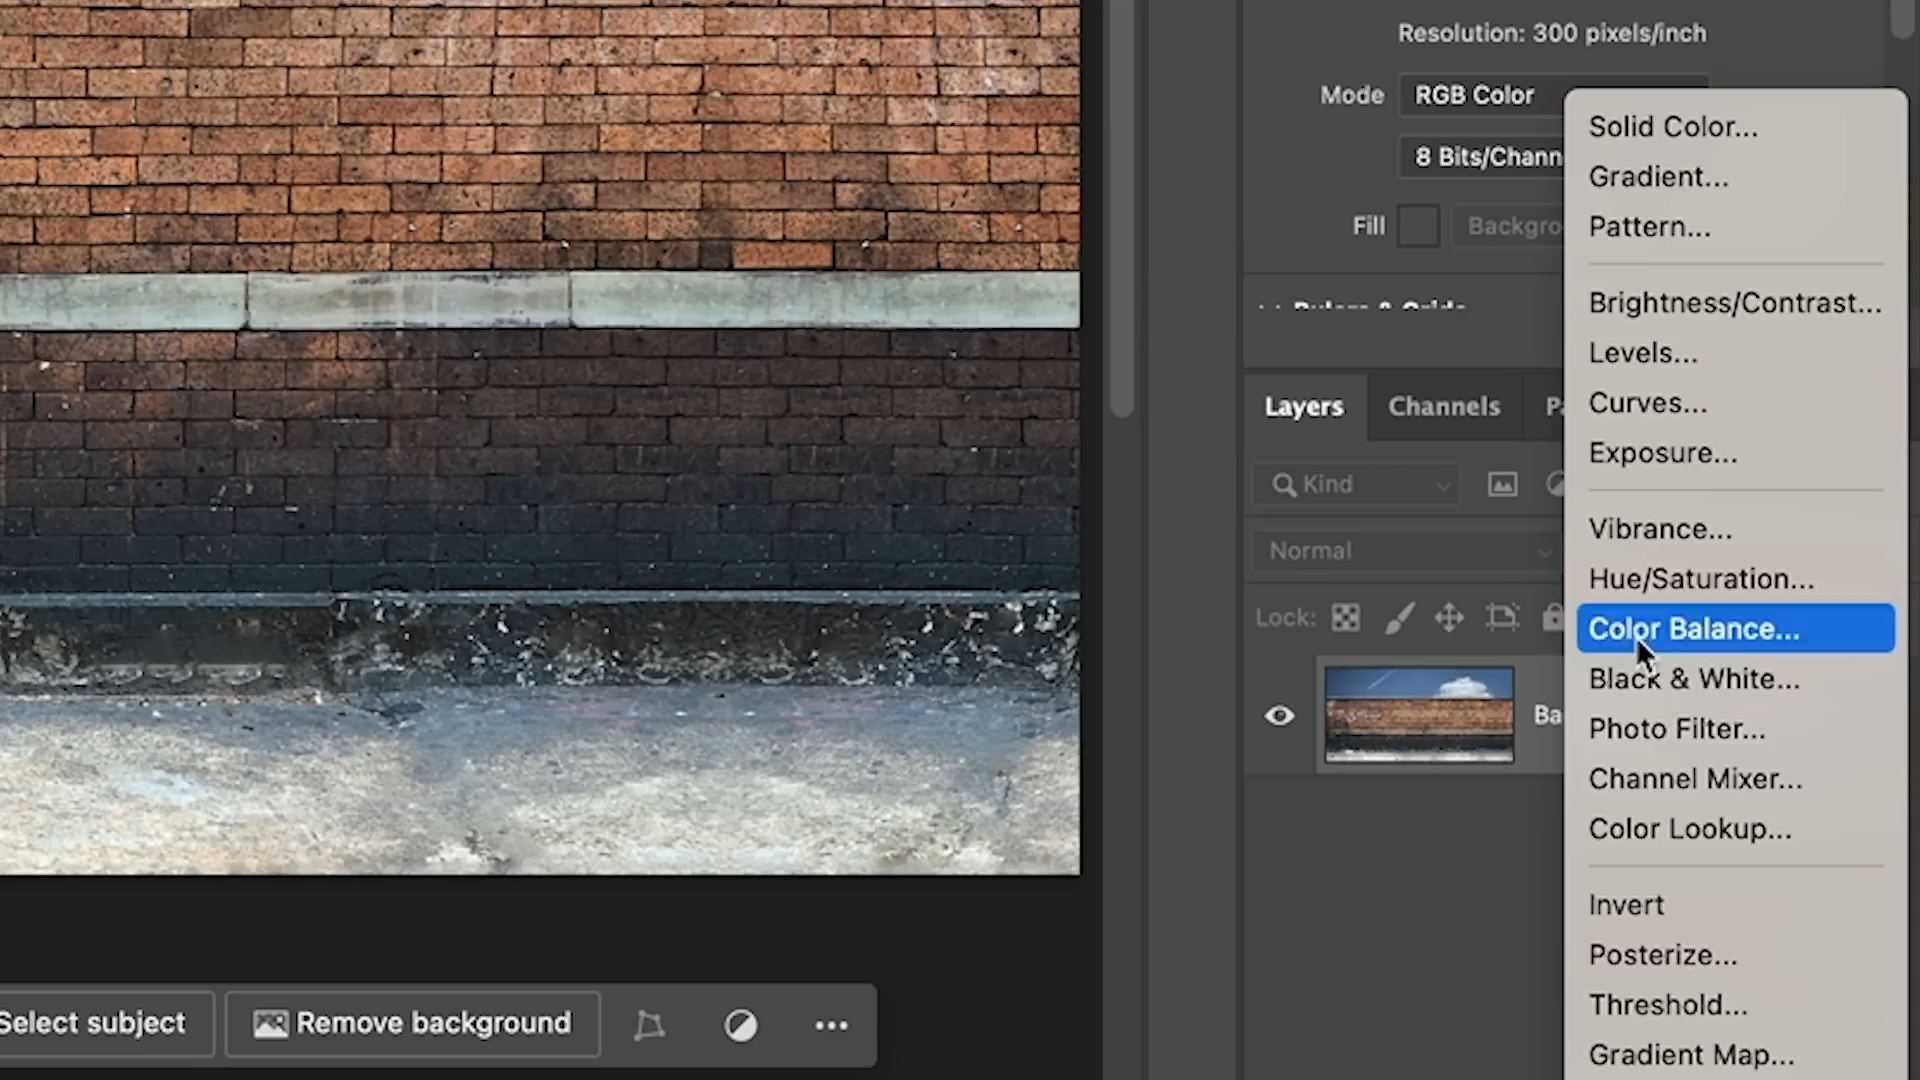 Resolution: 300 pixels/inch
Mode
RGB Color
8 Bits/Chann
Fill
Backgro
Layers
Channels
Kind
Normal
Lock:
Ba
Solid Color...
Gradient...
Pattern...
Brightness/Contrast...
Levels...
Curves...
Exposure...
Vibrance...
Hue/Saturation...
Color Balance...
Black & White...
Photo Filter...
Channel Mixer...
Color Lookup...
Invert
Posterize...
Threshold...
Gradient Map...
Select subject
Remove background